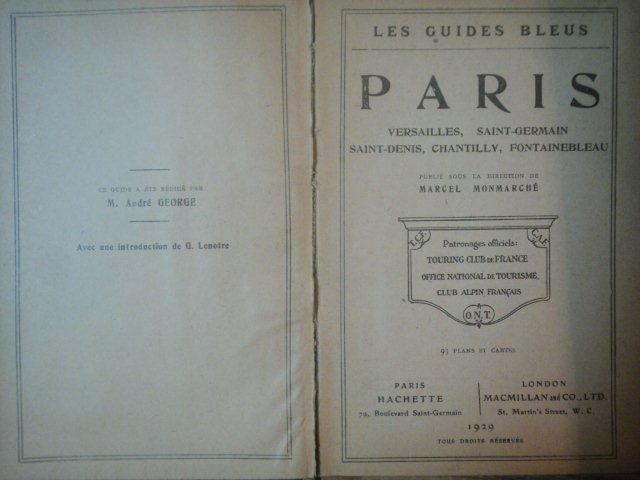 CE GUIDE A ÉTÉ RÉDIGÉ PAR
M. André GEORGE
Avec une introduction de G. Lenotre
LES GUIDES BLEUS
PARIS
VERSAILLES, SAINT-GERMAIN
SAINT-DENIS, CHANTILLY, FONTAINEBLEAU
PUBLIÉ SOUS LA DIRECTION DE
MARCEL MONMARCHÉ
T.C.F.
C.A.F.
Patronages officiels:
TOURING CLUB DE FRANCE
OFFICE NATIONAL DE TOURISME
CLUB ALPIN FRANÇAIS
O.N.T.
93 PLANS ET CARTES
PARIS
HACHETTE
79, Boulevard Saint-Germain
LONDON
MACMILLAN and CO., LTD.
St. Martin's Street, W. C.
1929
TOUS DROITS RÉSERVÉS